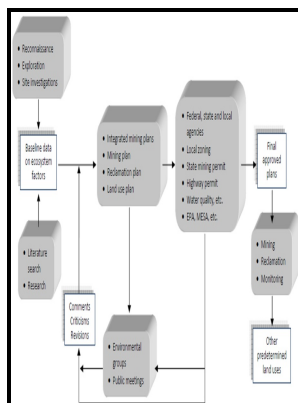 • Reconnaissance
• Exploration
• Site investigations
Baseline data
on ecosystem
factors
• Literature
search
• Research
• Integrated mining plans
• Mining plan
• Reclamation plan
• Land use plan
Comments
Criticisms
Revisions
• Environmental
groups
• Public meetings
• Federal, state and local
agencies
• Local zoning
• State mining permit
• Highway permit
• Water quality, etc.
• EPA, MESA, etc.
Final
approved
plans
• Mining
• Reclamation
• Monitoring
Other
predetermined
land uses